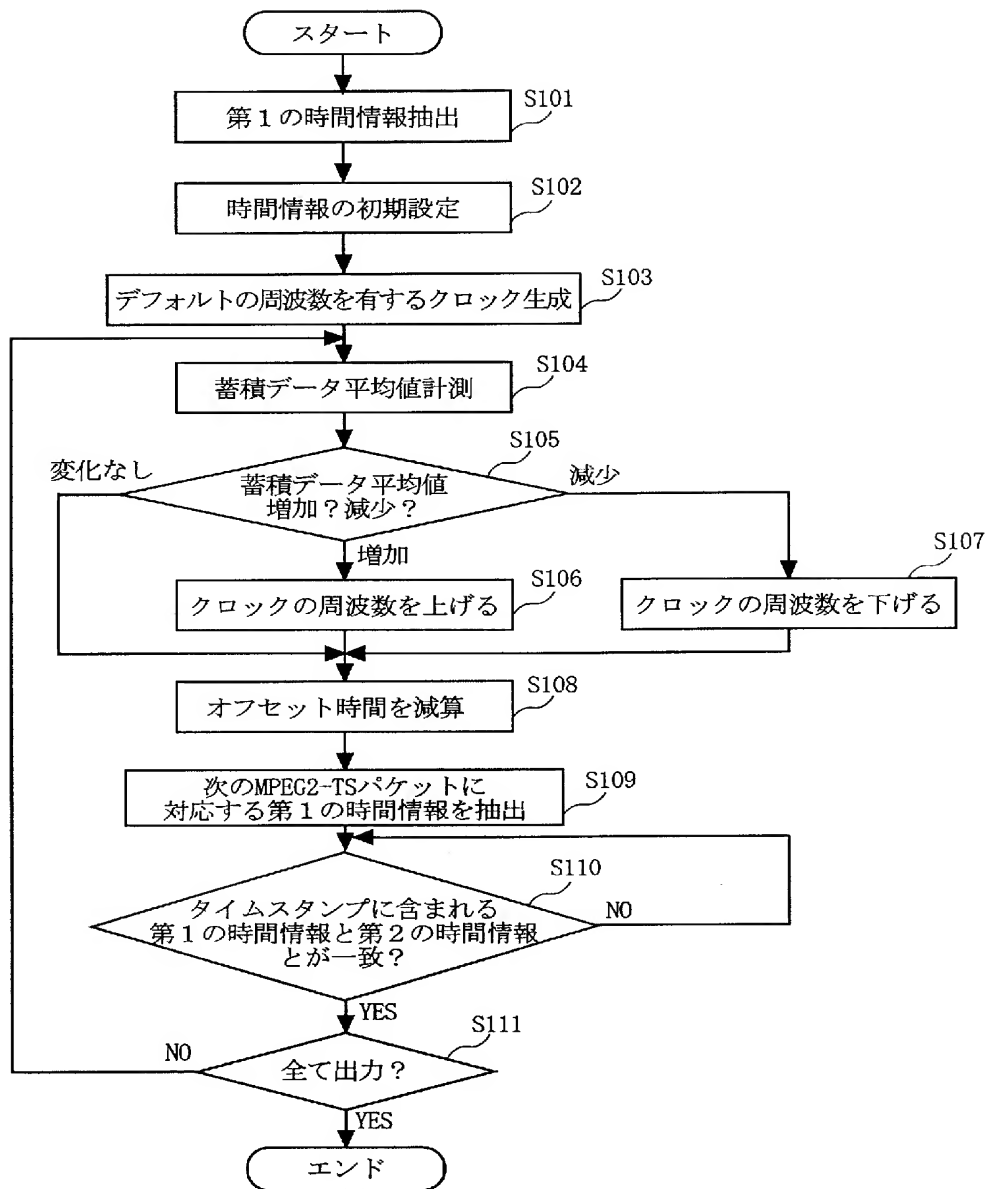 スタート
S101
第1の時間情報抽出
S102
時間情報の初期設定
S103
デフォルトの周波数を有するクロック生成
S104
蓄積データ平均値計測
S105
変化なし
減少
蓄積データ平均値
増加?減少?
増加
S106
クロックの周波数を上げる
S107
クロックの周波数を下げる
S108
オフセット時間を減算
S109
次のMPEG2-TSパケットに
対応する第1の時間情報を抽出
S110
タイムスタンプに含まれる
第1の時間情報と第2の時間情報
とが一致?
NO
YES
S111
NO
全て出力?
YES
エンド